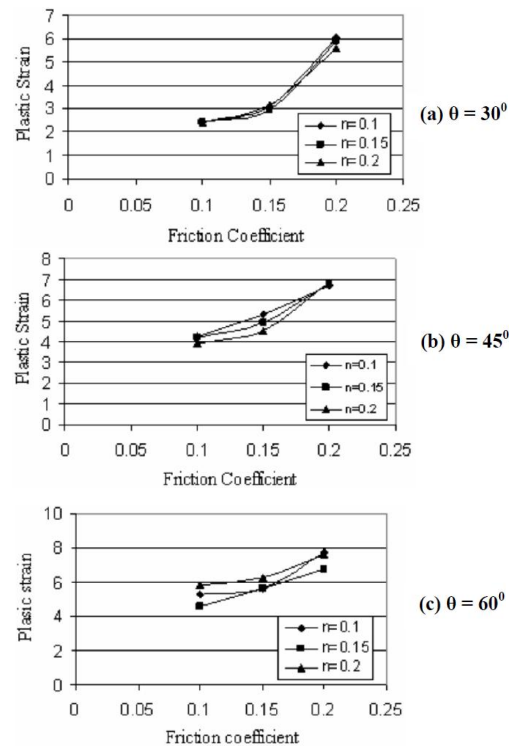 7
6
5
4
3
2
1
0
Plastic Strain
n=0.1
n=0.15
n=0.2
0 0.05 0.1 0.15 0.2 0.25
Friction Coefficient
(a) θ = 30⁰
8
7
6
5
4
3
2
1
0
Plastic Strain
n=0.1
n=0.15
n=0.2
0 0.05 0.1 0.15 0.2 0.25
Friction Coefficient
(b) θ = 45⁰
10
8
6
4
2
0
Plasic strain
n=0.1
n=0.15
n=0.2
0 0.05 0.1 0.15 0.2 0.25
Friction coefficient
(c) θ = 60⁰